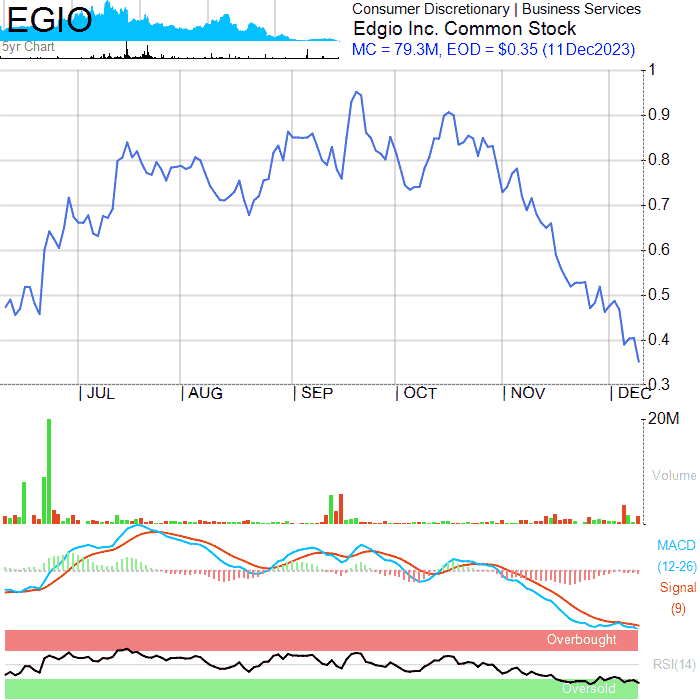 EGIO
5yr Chart
Consumer Discretionary | Business Services
Edgio Inc. Common Stock
MC = 79.3M, EOD = $0.35 (11Dec2023)
1
0.9
0.8
0.7
0.6
0.5
0.4
0.3
| JUL | AUG | SEP | OCT | NOV | DEC
20M
Volume
MACD
(12-26)
Signal
(9)
Overbought
RSI(14)
Oversold